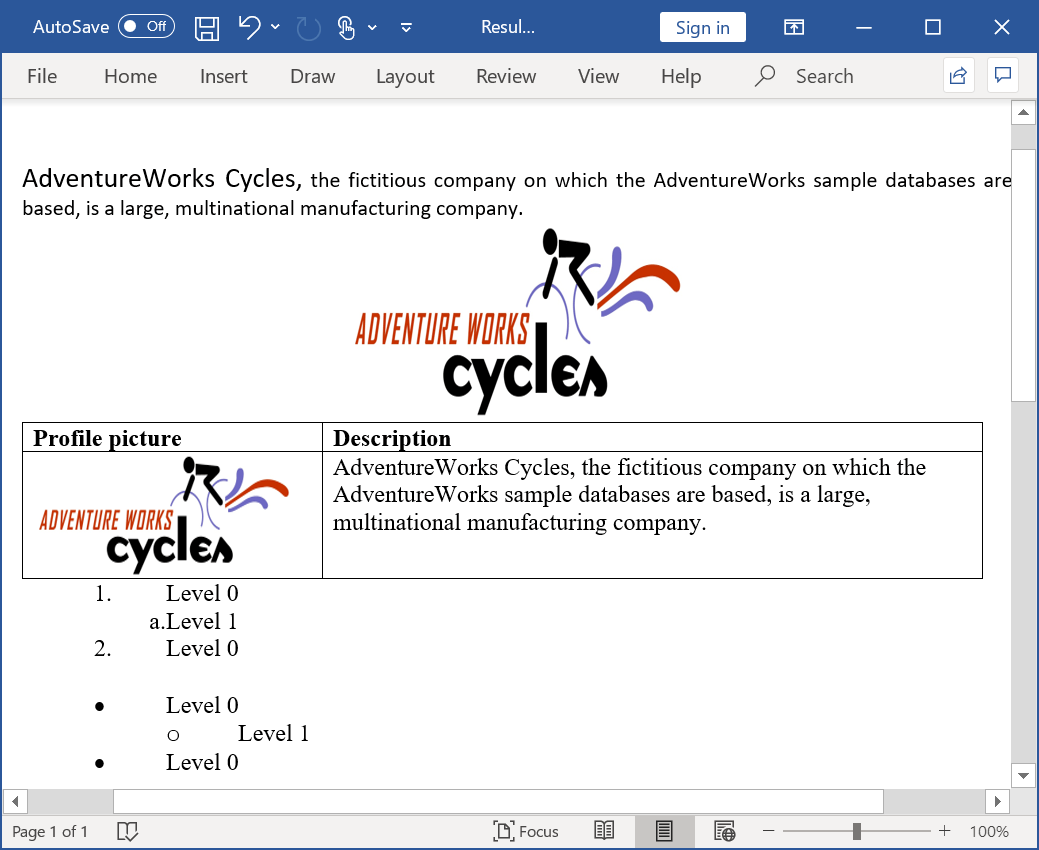 AutoSave Off Resul... Sign in
File Home Insert Draw Layout Review View Help Search
AdventureWorks Cycles, the fictitious company on which the AdventureWorks sample databases are
based, is a large, multinational manufacturing company.
ADVENTURE WORKS
cycles
Profile picture Description
ADVENTURE WORKS
cycles
AdventureWorks Cycles, the fictitious company on which the
AdventureWorks sample databases are based, is a large,
multinational manufacturing company.
1. Level 0
a.Level 1
2. Level 0
● Level 0
○ Level 1
● Level 0
Page 1 of 1 Focus 100%